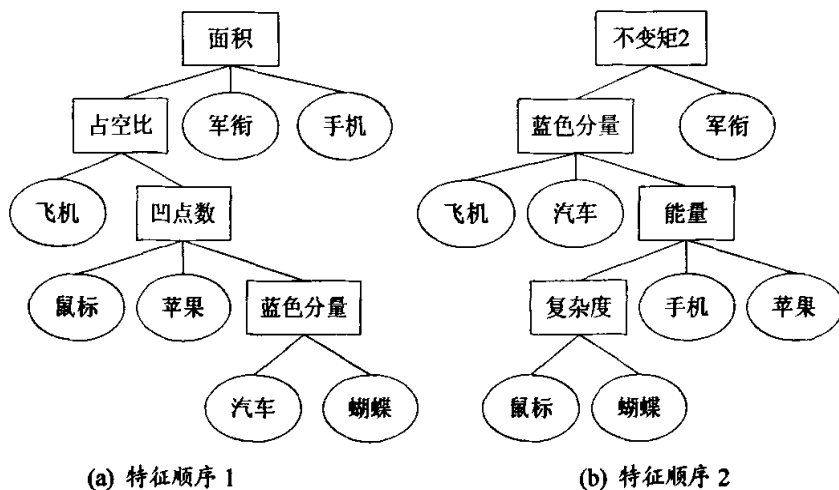 面积
占空比
军衔
手机
飞机
凹点数
鼠标
苹果
蓝色分量
汽车
蝴蝶
(a) 特征顺序 1
不变矩2
蓝色分量
军衔
飞机
汽车
能量
复杂度
手机
苹果
鼠标
蝴蝶
(b) 特征顺序 2